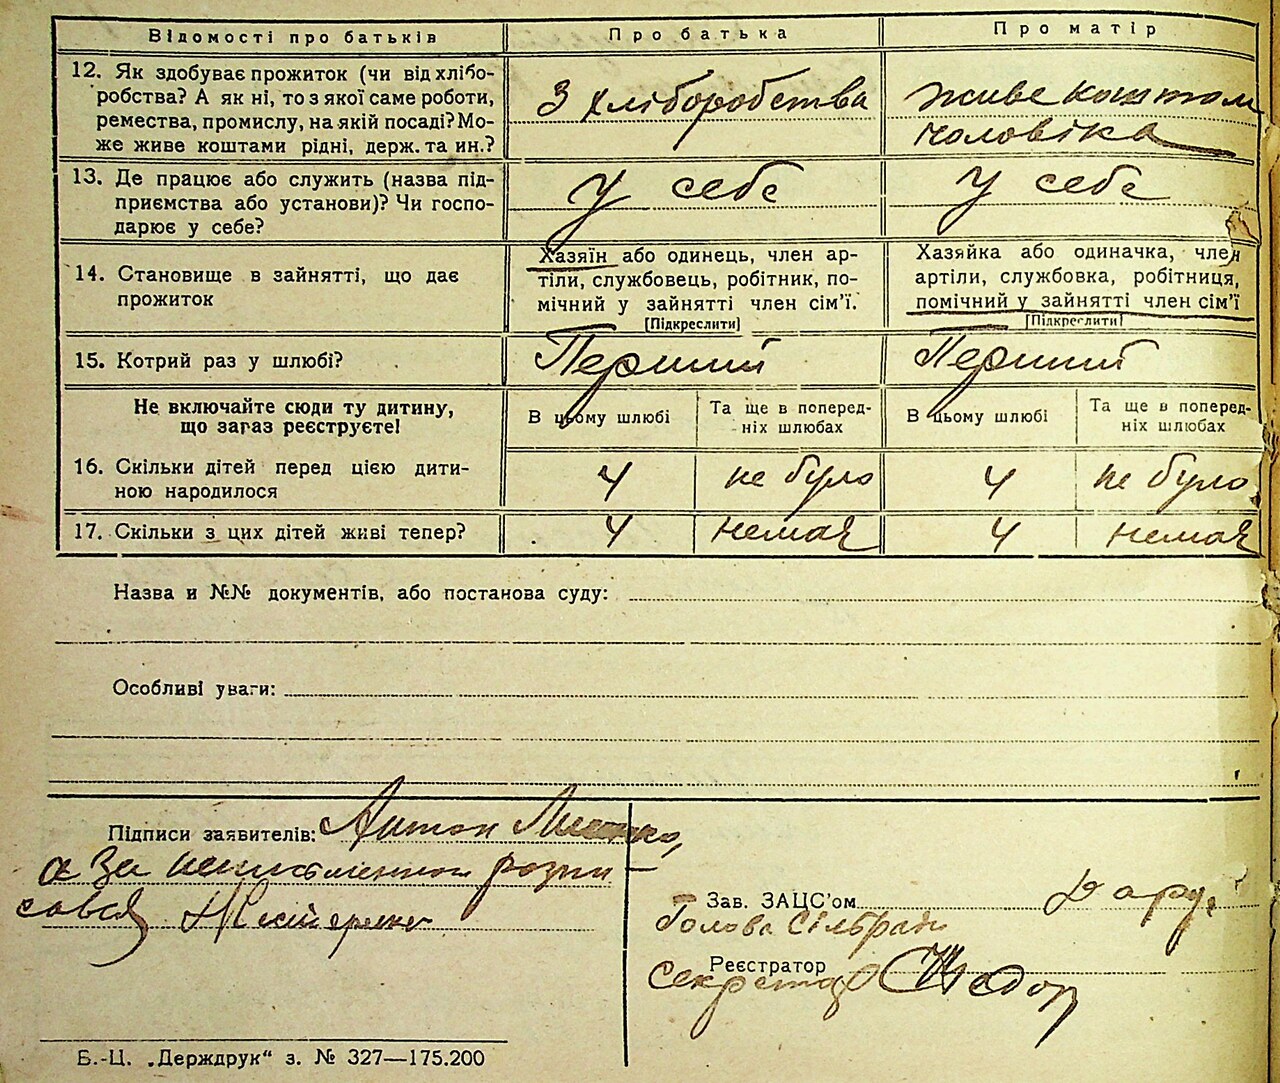 Відомості про батьків Про батька Про матір
12. Як здобуває прожиток (чи від хлібо-
робства? А як ні, то з якої саме роботи,
ремества, промислу, на якій посаді? Мо-
же живе коштами рідні, держ. та ин.?
З хліборобства
живе коштом
чоловіка
13. Де працює або служить (назва під-
приємства або установи)? Чи госпо-
дарює у себе?
У себе
У себе
14. Становище в зайнятті, що дає
прожиток
Хазяїн або одинець, член ар-
тіли, службовець, робітник, по-
мічний у зайнятті член сім'ї.
[Підкреслити]
Хазяйка або одиначка, член
артіли, службовка, робітниця,
помічний у зайнятті член сім'ї
[Підкреслити]
15. Котрий раз у шлюбі?
Перший
Перший
Не включайте сюди ту дитину,
що загаз реєструєте!
В цьому шлюбі
Та ще в поперед-
ніх шлюбах
В цьому шлюбі
Та ще в поперед-
ніх шлюбах
16. Скільки дітей перед цією дити-
ною народилося
4 не було 4 не було
17. Скільки з цих дітей живі тепер? 4 немає 4 немає
Назва и №№ документів, або постанова суду:
Особливі уваги:
Підписи заявителів: Антон
а за неписьменного розпи
сався
Зав. ЗАЦС'ом
Голова сільради
Реєстратор
секретар
Б.-Ц. „Держдрук" з. № 327—175.200